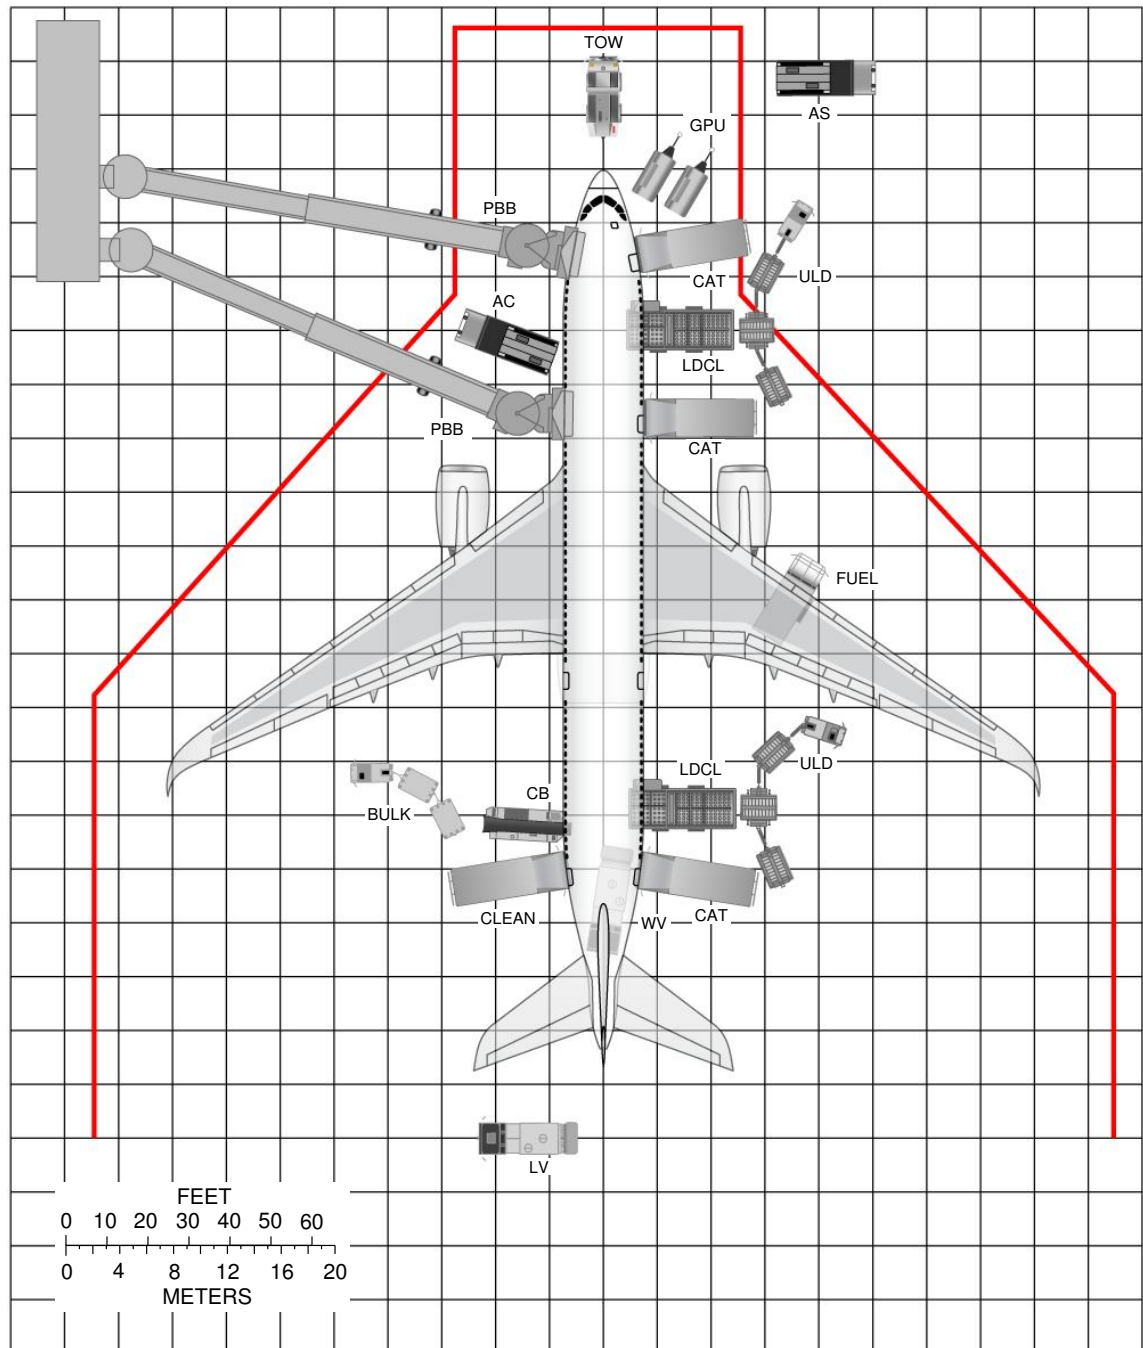 TOW
AS
GPU
PBB
CAT
ULD
AC
LDCL
PBB
CAT
FUEL
LDCL
ULD
CB
BULK
CLEAN
WV
CAT
LV
FEET
0 10 20 30 40 50 60
0 4 8 12 16 20
METERS